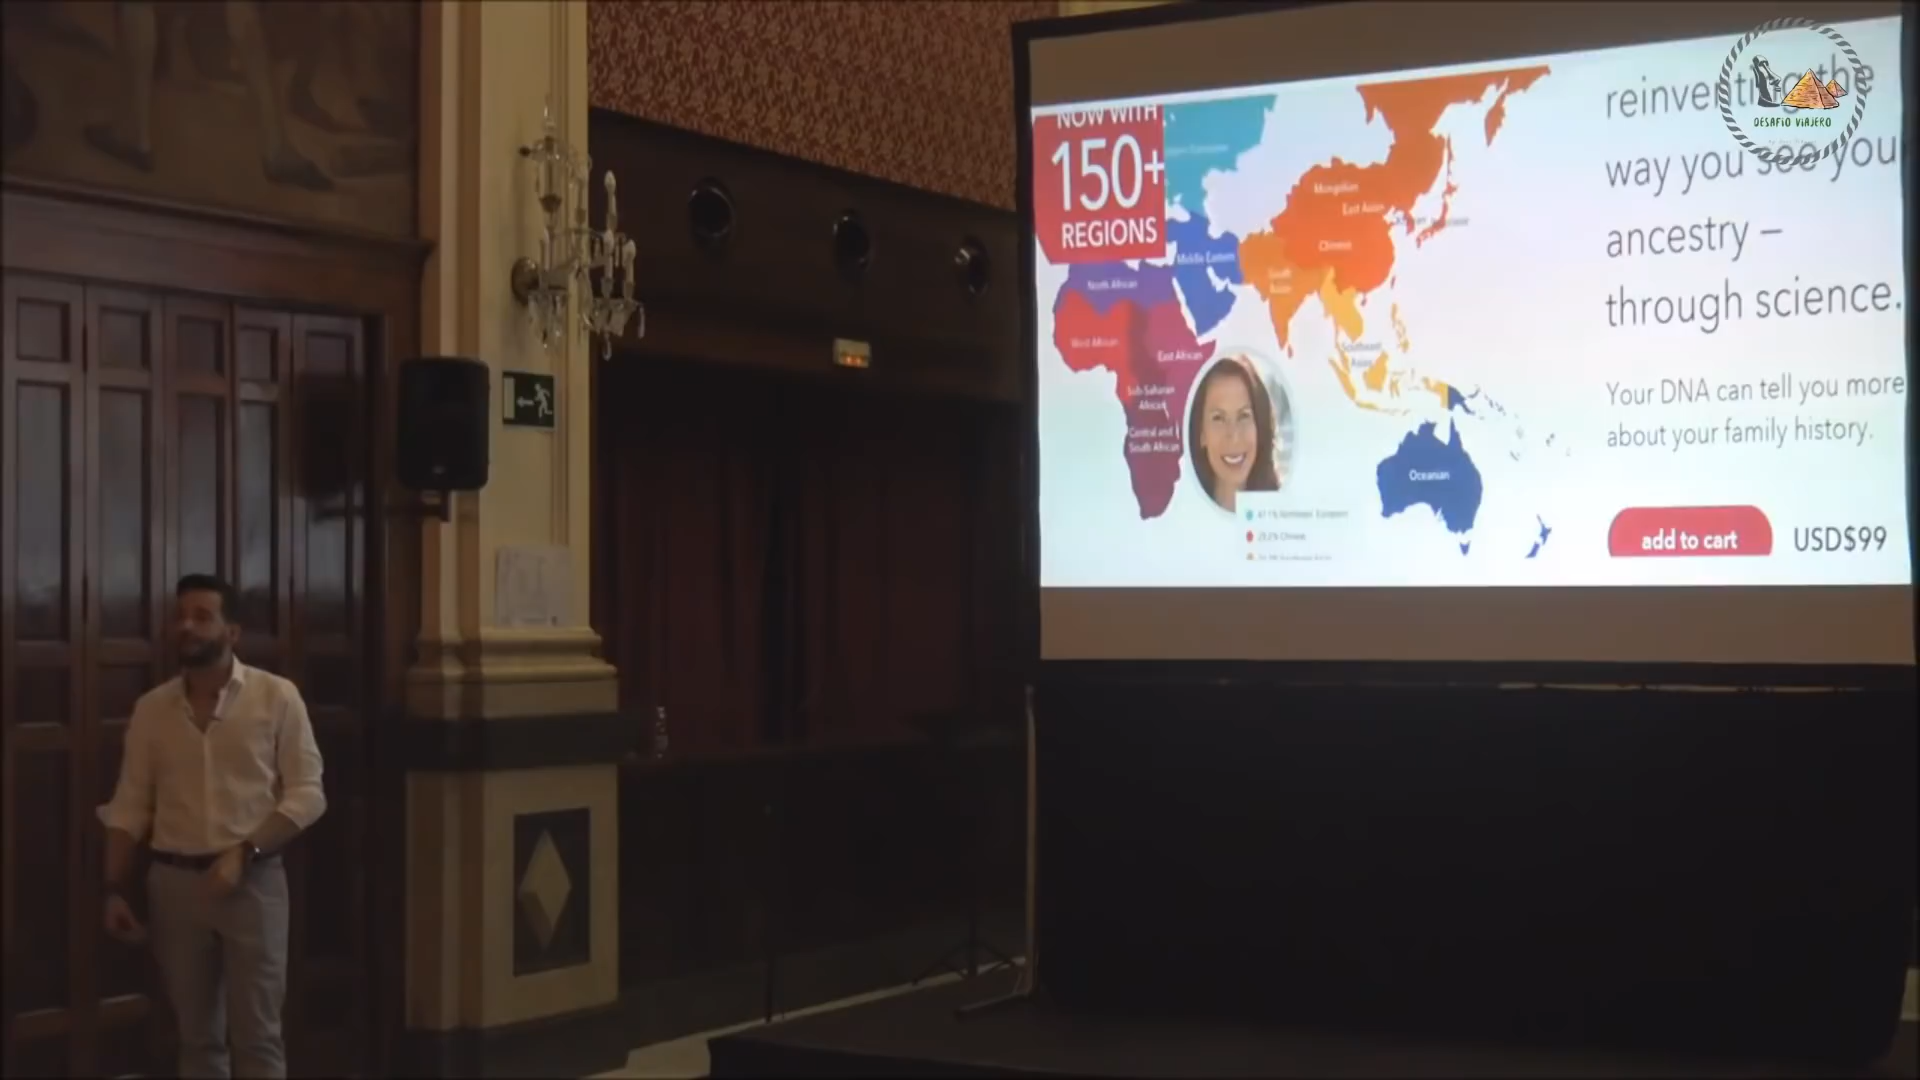 NOW WITH
150+
REGIONS
Mongolian
East Asian
Chinese
Middle Eastern
North African
South
Asian
West African
East African
Southeast
Asian
Sub-Saharan
African
Central and
South African
Oceanian
reinventing the
way you see you
ancestry –
through science.
Your DNA can tell you more
about your family history.
add to cart
USD$99
DESAFÍO VIAJERO